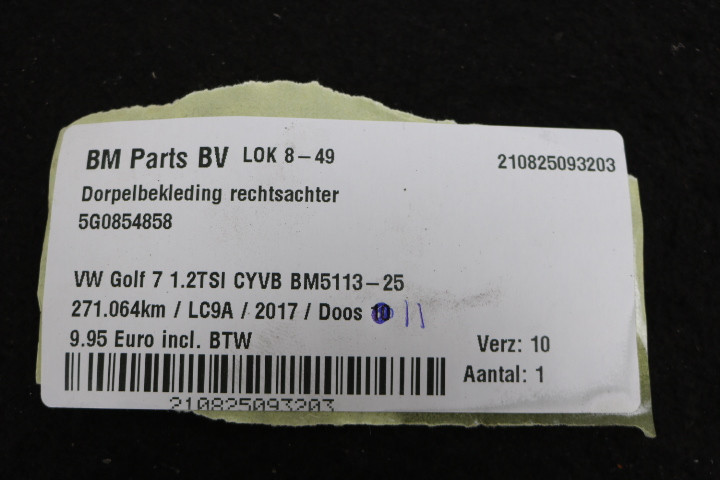 BM Parts BV LOK 8-49 210825093203
Dorpelbekleding rechtsachter
5G0854858
VW Golf 7 1.2TSI CYVB BM5113-25
271.064km / LC9A / 2017 / Doos 11
9.95 Euro incl. BTW
Verz: 10
Aantal: 1
210825093203